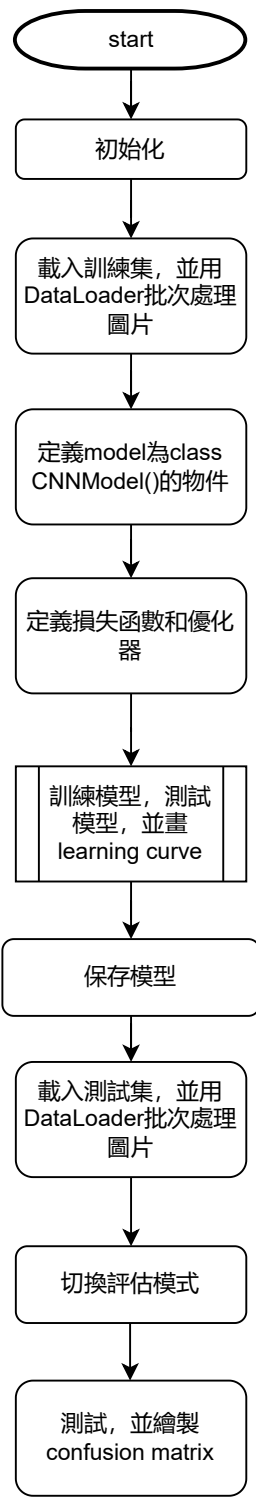 start
初始化
載入訓練集，並用
DataLoader批次處理
圖片
定義model為class
CNNModel()的物件
定義損失函數和優化
器
訓練模型，測試
模型，並畫
learning curve
保存模型
載入測試集，並用
DataLoader批次處理
圖片
切換評估模式
測試，並繪製
confusion matrix